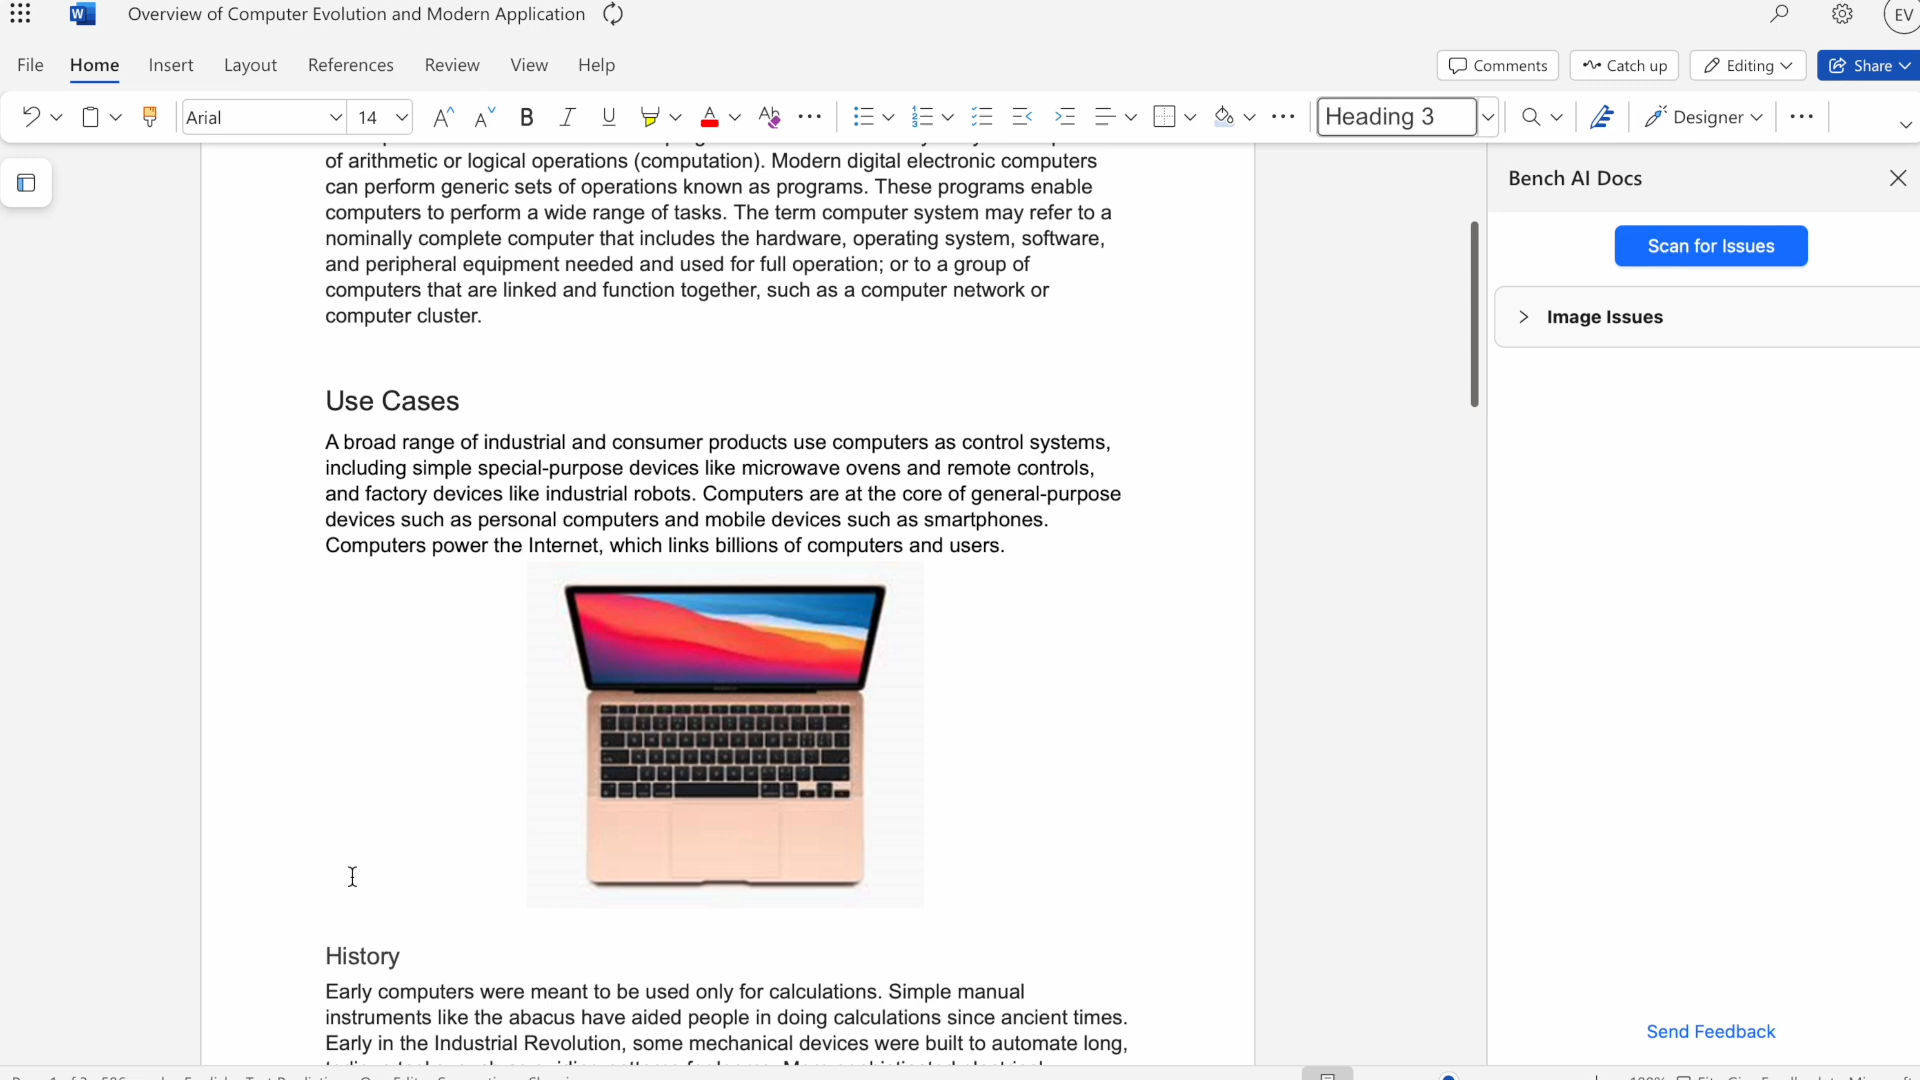 Overview of Computer Evolution and Modern Application
EV
File Home Insert Layout References Review View Help
Comments Catch up Editing Share
Arial 14 B I U A Heading 3 Designer
of arithmetic or logical operations (computation). Modern digital electronic computers
can perform generic sets of operations known as programs. These programs enable
computers to perform a wide range of tasks. The term computer system may refer to a
nominally complete computer that includes the hardware, operating system, software,
and peripheral equipment needed and used for full operation; or to a group of
computers that are linked and function together, such as a computer network or
computer cluster.
Use Cases
A broad range of industrial and consumer products use computers as control systems,
including simple special-purpose devices like microwave ovens and remote controls,
and factory devices like industrial robots. Computers are at the core of general-purpose
devices such as personal computers and mobile devices such as smartphones.
Computers power the Internet, which links billions of computers and users.
History
Early computers were meant to be used only for calculations. Simple manual
instruments like the abacus have aided people in doing calculations since ancient times.
Early in the Industrial Revolution, some mechanical devices were built to automate long,
Bench AI Docs
Scan for Issues
Image Issues
Send Feedback